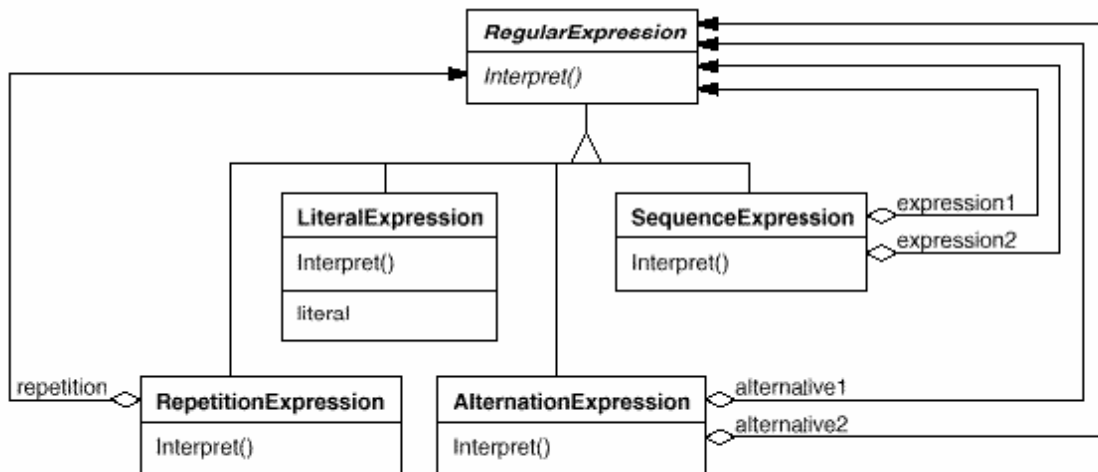 RegularExpression
Interpret()
LiteralExpression
Interpret()
literal
SequenceExpression
Interpret()
expression1
expression2
repetition
RepetitionExpression
Interpret()
AlternationExpression
Interpret()
alternative1
alternative2